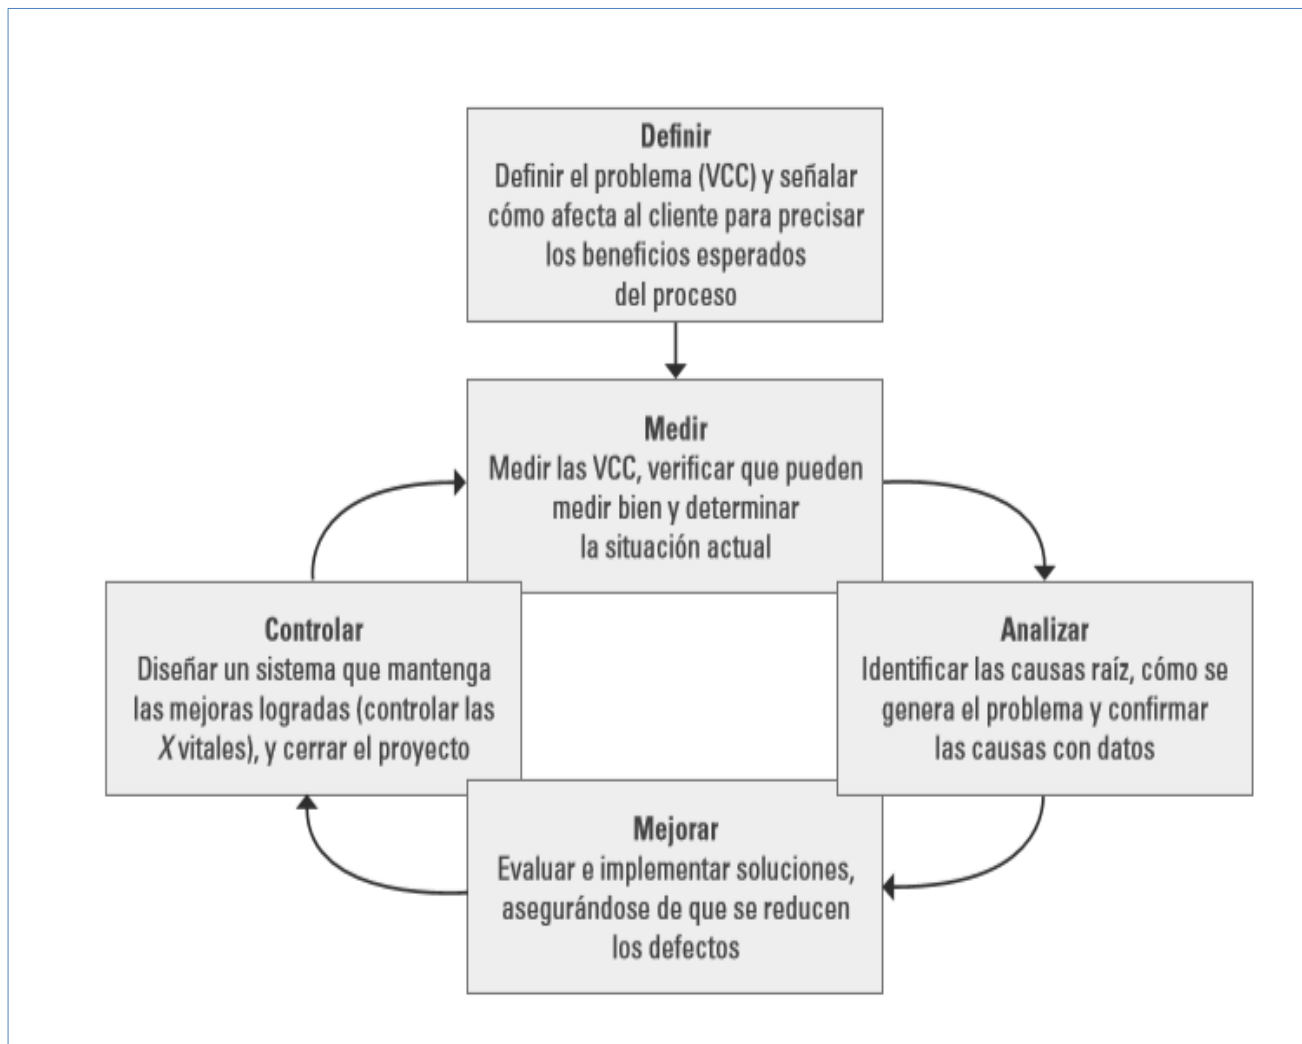 Definir
Definir el problema (VCC) y señalar
cómo afecta al cliente para precisar
los beneficios esperados
del proceso
Medir
Medir las VCC, verificar que pueden
medir bien y determinar
la situación actual
Controlar
Diseñar un sistema que mantenga
las mejoras logradas (controlar las
X vitales), y cerrar el proyecto
Analizar
Identificar las causas raíz, cómo se
genera el problema y confirmar
las causas con datos
Mejorar
Evaluar e implementar soluciones,
asegurándose de que se reducen
los defectos